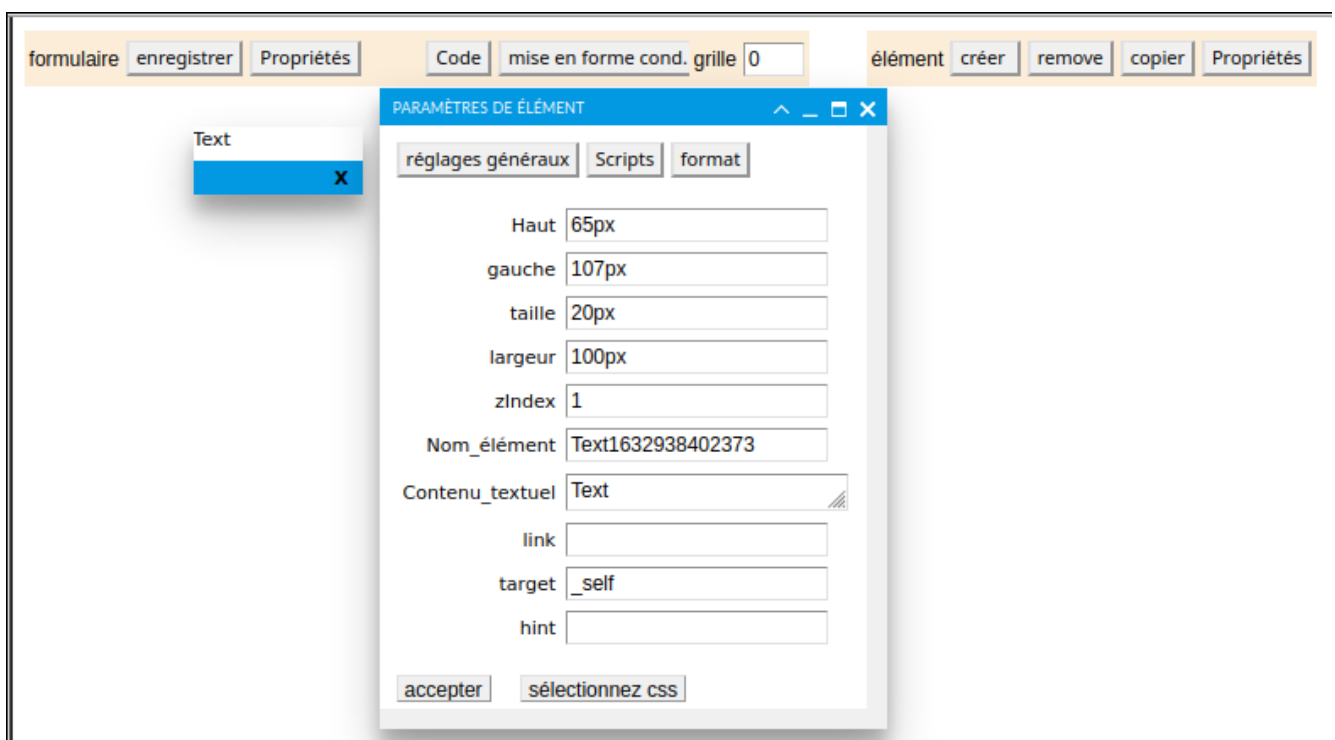 formulaire enregistrer Propriétés Code mise en forme cond. grille 0 élément créer remove copier Propriétés
PARAMÈTRES DE ÉLÉMENT
Text
X
réglages généraux Scripts format
Haut 65px
gauche 107px
taille 20px
largeur 100px
zIndex 1
Nom_élément Text1632938402373
Contenu_textuel Text
link
target _self
hint
accepter sélectionnez css